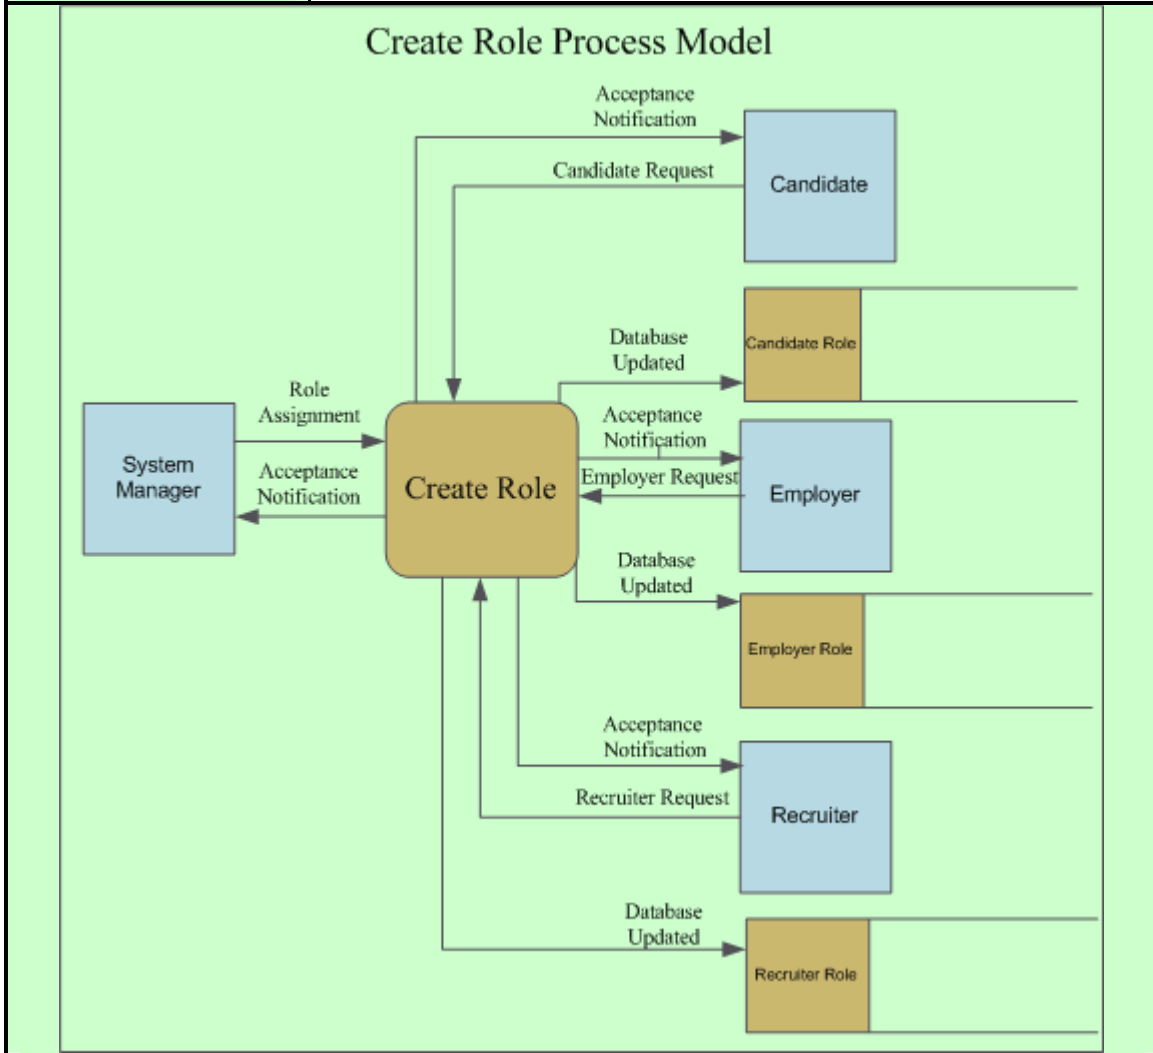 Create Role Process Model
Acceptance
Notification
Candidate Request
Candidate
Database
Updated
Candidate Role
Role
Assignment
System
Manager
Acceptance
Notification
Create Role
Acceptance
Notification
Employer Request
Employer
Database
Updated
Employer Role
Acceptance
Notification
Recruiter Request
Recruiter
Database
Updated
Recruiter Role